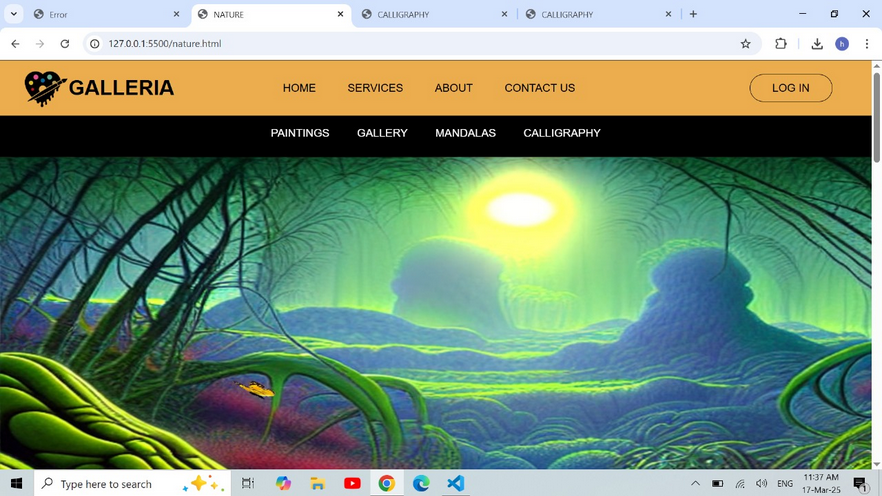 Error
NATURE
CALLIGRAPHY
CALLIGRAPHY
127.0.0.1:5500/nature.html
h
GALLERIA
HOME SERVICES ABOUT CONTACT US
LOG IN
PAINTINGS GALLERY MANDALAS CALLIGRAPHY
Type here to search
ENG
11:37 AM
17-Mar-25
1